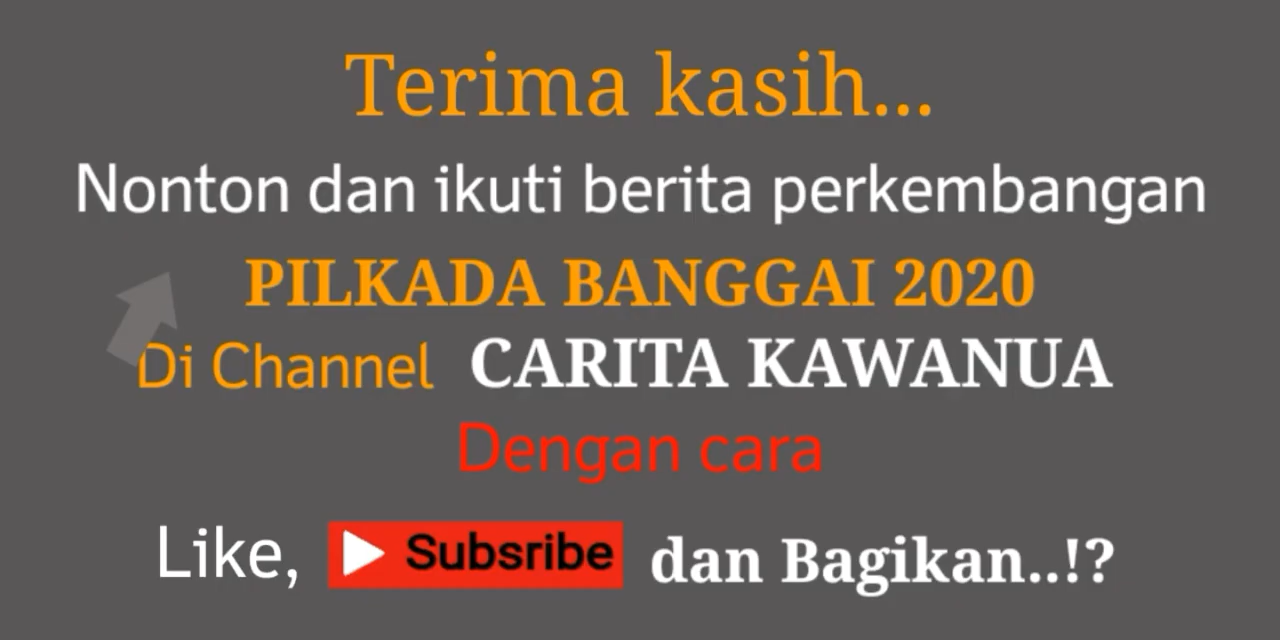 Terima kasih...
Nonton dan ikuti berita perkembangan
PILKADA BANGGAI 2020
Di Channel CARITA KAWANUA
Dengan cara
Like, Subsribe dan Bagikan..!?